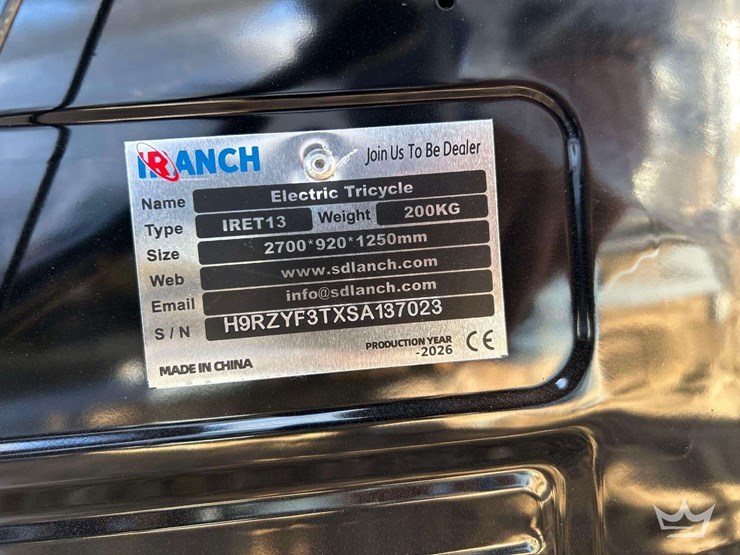 IRANCH Join Us To Be Dealer
Name Electric Tricycle
Type IRET13 Weight 200KG
Size 2700*920*1250mm
Web www.sdlanch.com
Email info@sdlanch.com
S / N H9RZYF3TXSA137023
MADE IN CHINA PRODUCTION YEAR
-2026 CE